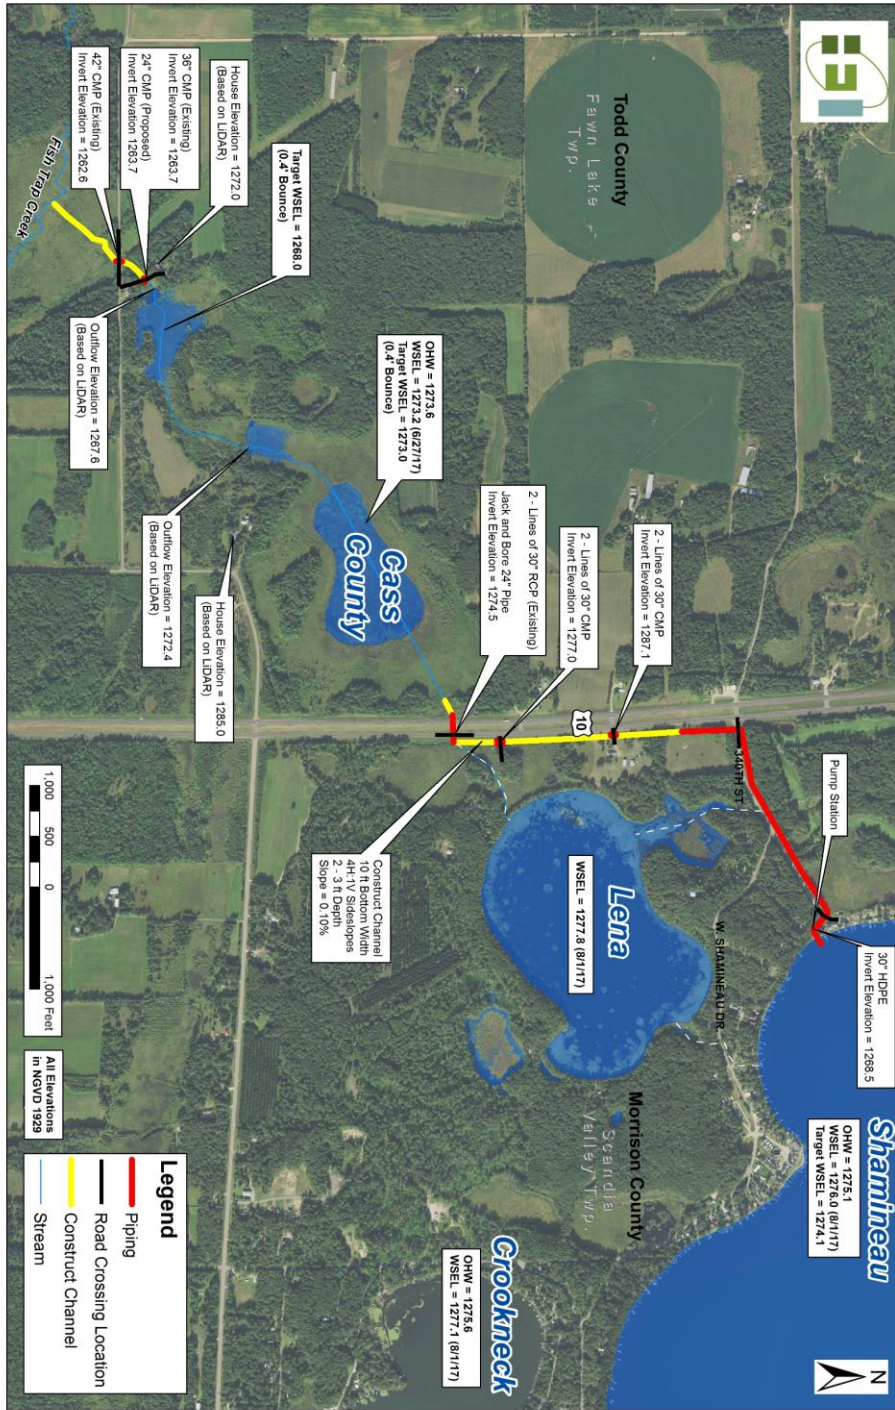 Todd County
Fawn Lake
Twp.
House Elevation = 1272.0
(Based on LiDAR)
36" CMP (Existing)
Invert Elevation = 1263.7
24" CMP (Proposed)
Invert Elevation 1263.7
42" CMP (Existing)
Invert Elevation = 1262.6
Fish Trap Creek
Target WSEL = 1268.0
(0.4' Bounce)
Outflow Elevation = 1267.6
(Based on LiDAR)
OHW = 1273.6
WSEL = 1273.2 (6/27/17)
Target WSEL = 1273.0
(0.4' Bounce)
Cass
County
Outflow Elevation = 1272.4
(Based on LiDAR)
House Elevation = 1285.0
(Based on LiDAR)
2 - Lines of 30" RCP (Existing)
Jack and Bore 24" Pipe
Invert Elevation = 1274.5
2 - Lines of 30" CMP
Invert Elevation = 1277.0
2 - Lines of 30" CMP
Invert Elevation = 1287.1
10
340TH ST
Pump Station
30" HDPE
Invert Elevation = 1268.5
Construct Channel
10 ft Bottom Width
4H:1V Sideslopes
2 - 3 ft Depth
Slope = 0.10%
Lena
WSEL = 1277.8 (8/1/17)
W. SHAMINEAU DR.
Morrison County
Scandia
Valley Twp.
Shamineau
OHW = 1275.1
WSEL = 1276.0 (8/1/17)
Target WSEL = 1274.1
Crookneck
OHW = 1275.6
WSEL = 1277.1 (8/1/17)
N
1,000 500 0 1,000 Feet
All Elevations
in NGVD 1929
Legend
Piping
Road Crossing Location
Construct Channel
Stream